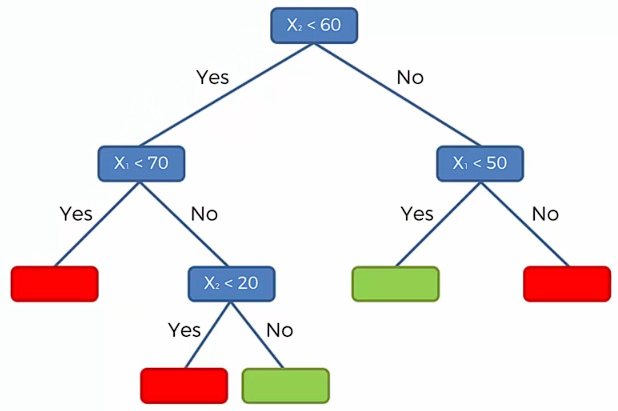 X₂ < 60
Yes
No
X₁ < 70
X₁ < 50
Yes
No
Yes
No
X₂ < 20
Yes
No